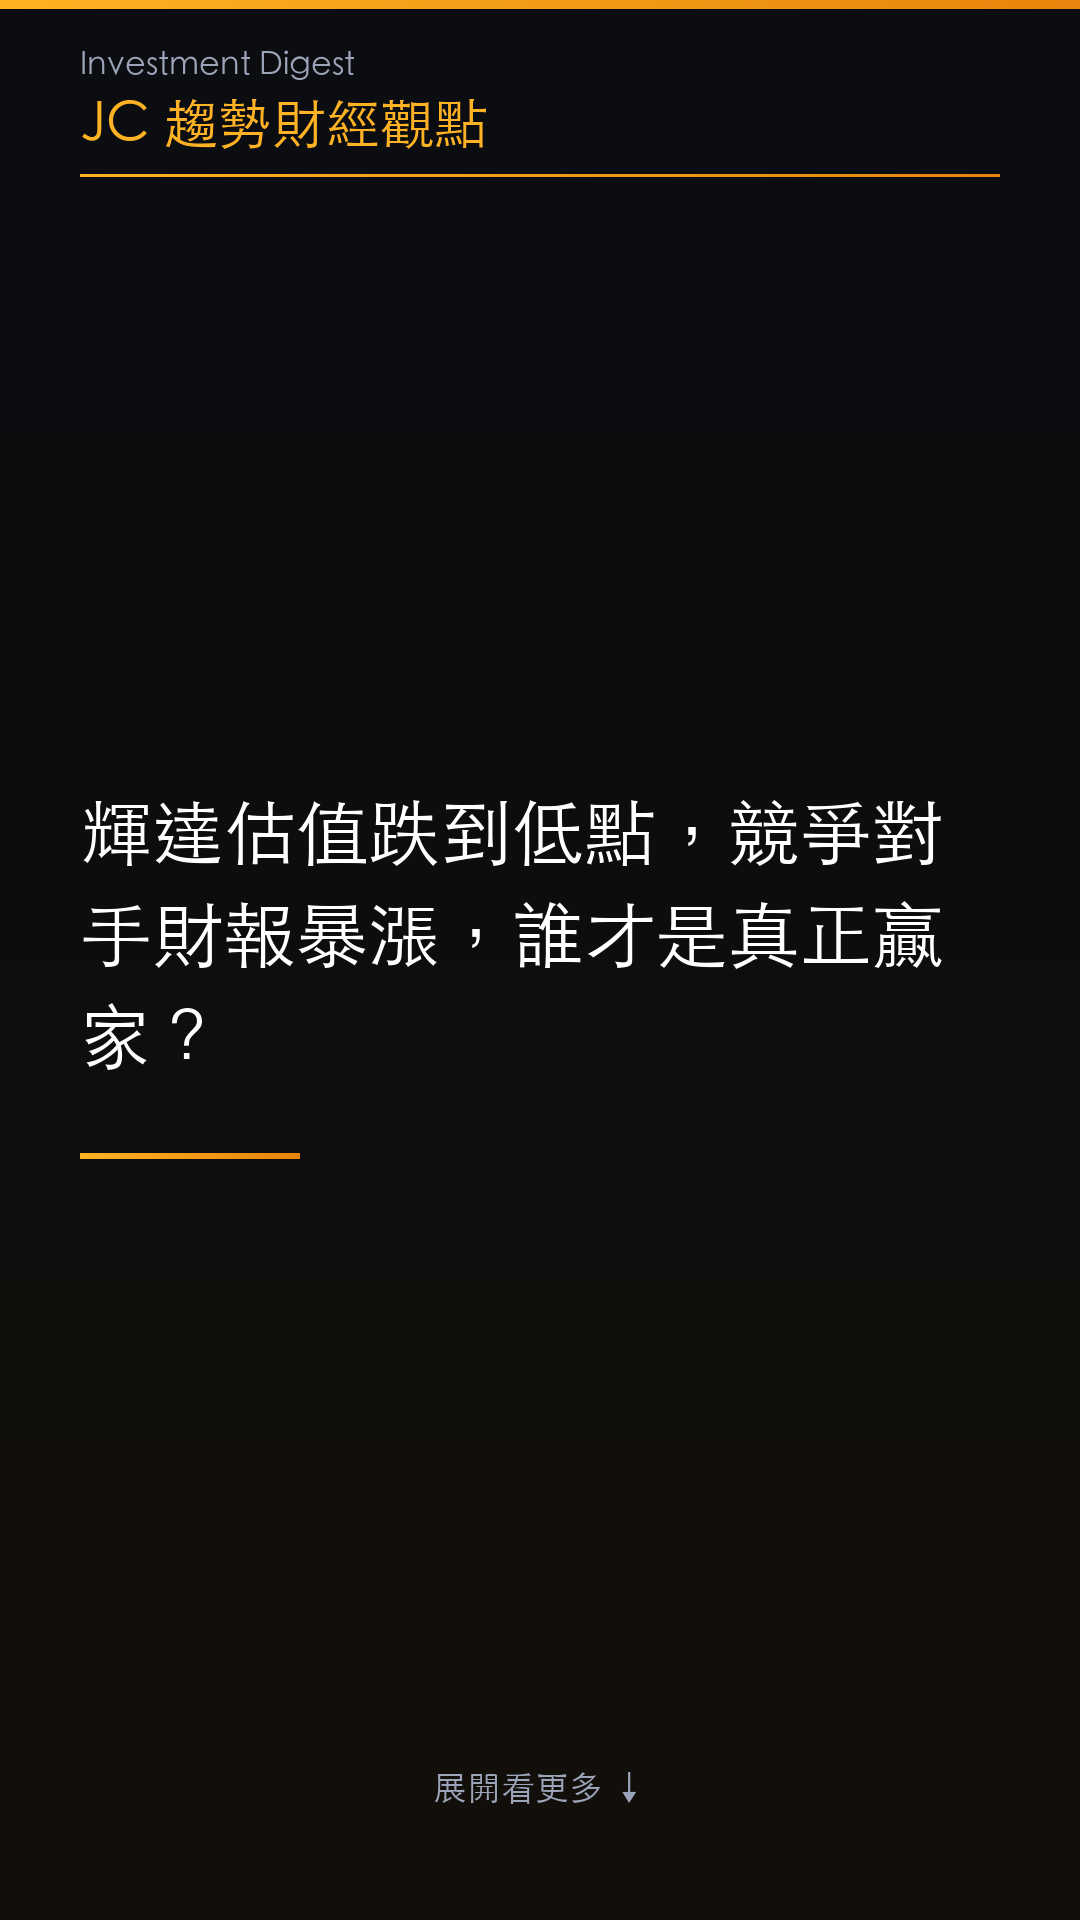 Investment Digest
JC 趨勢財經觀點
輝達估值跌到低點，競爭對
手財報暴漲，誰才是真正贏
家？
展開看更多 ↓